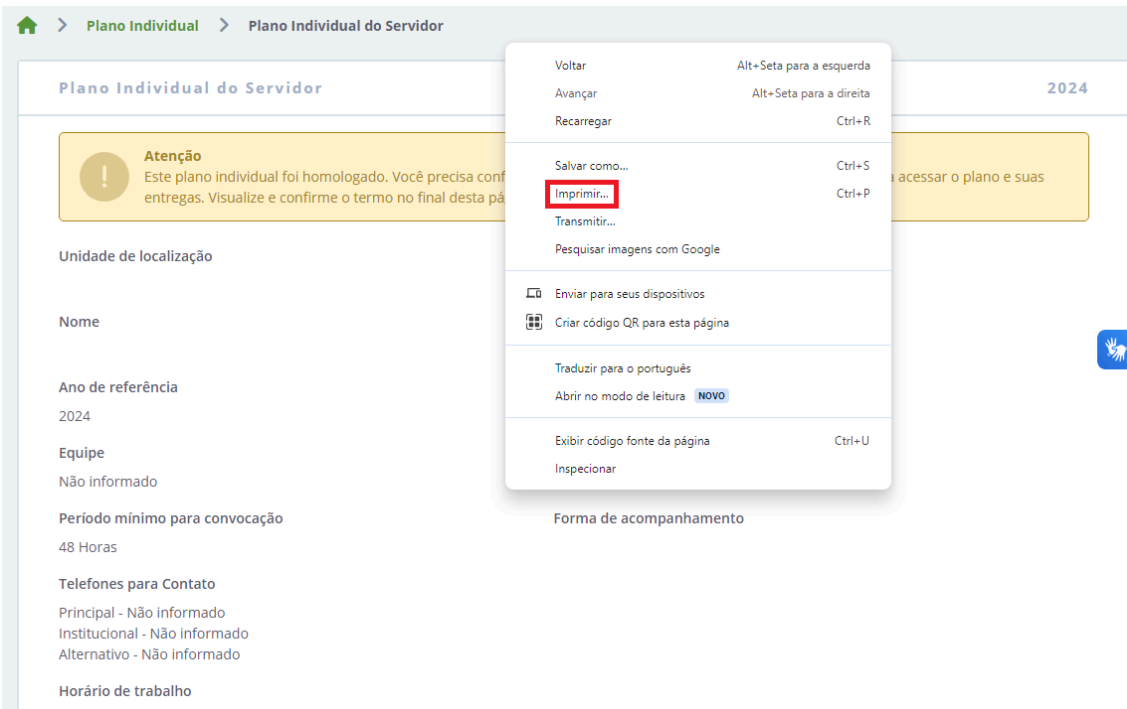 Plano Individual > Plano Individual do Servidor
Plano Individual do Servidor 2024
Atenção
Este plano individual foi homologado. Você precisa conf
a acessar o plano e suas
entregas. Visualize e confirme o termo no final desta pá
Unidade de localização
Nome
Ano de referência
2024
Equipe
Não informado
Período mínimo para convocação
48 Horas
Forma de acompanhamento
Telefones para Contato
Principal - Não informado
Institucional - Não informado
Alternativo - Não informado
Horário de trabalho
Voltar Alt+Seta para a esquerda
Avançar Alt+Seta para a direita
Recarregar Ctrl+R
Salvar como... Ctrl+S
Imprimir... Ctrl+P
Transmitir...
Pesquisar imagens com Google
Enviar para seus dispositivos
Criar código QR para esta página
Traduzir para o português
Abrir no modo de leitura NOVO
Exibir código fonte da página Ctrl+U
Inspecionar